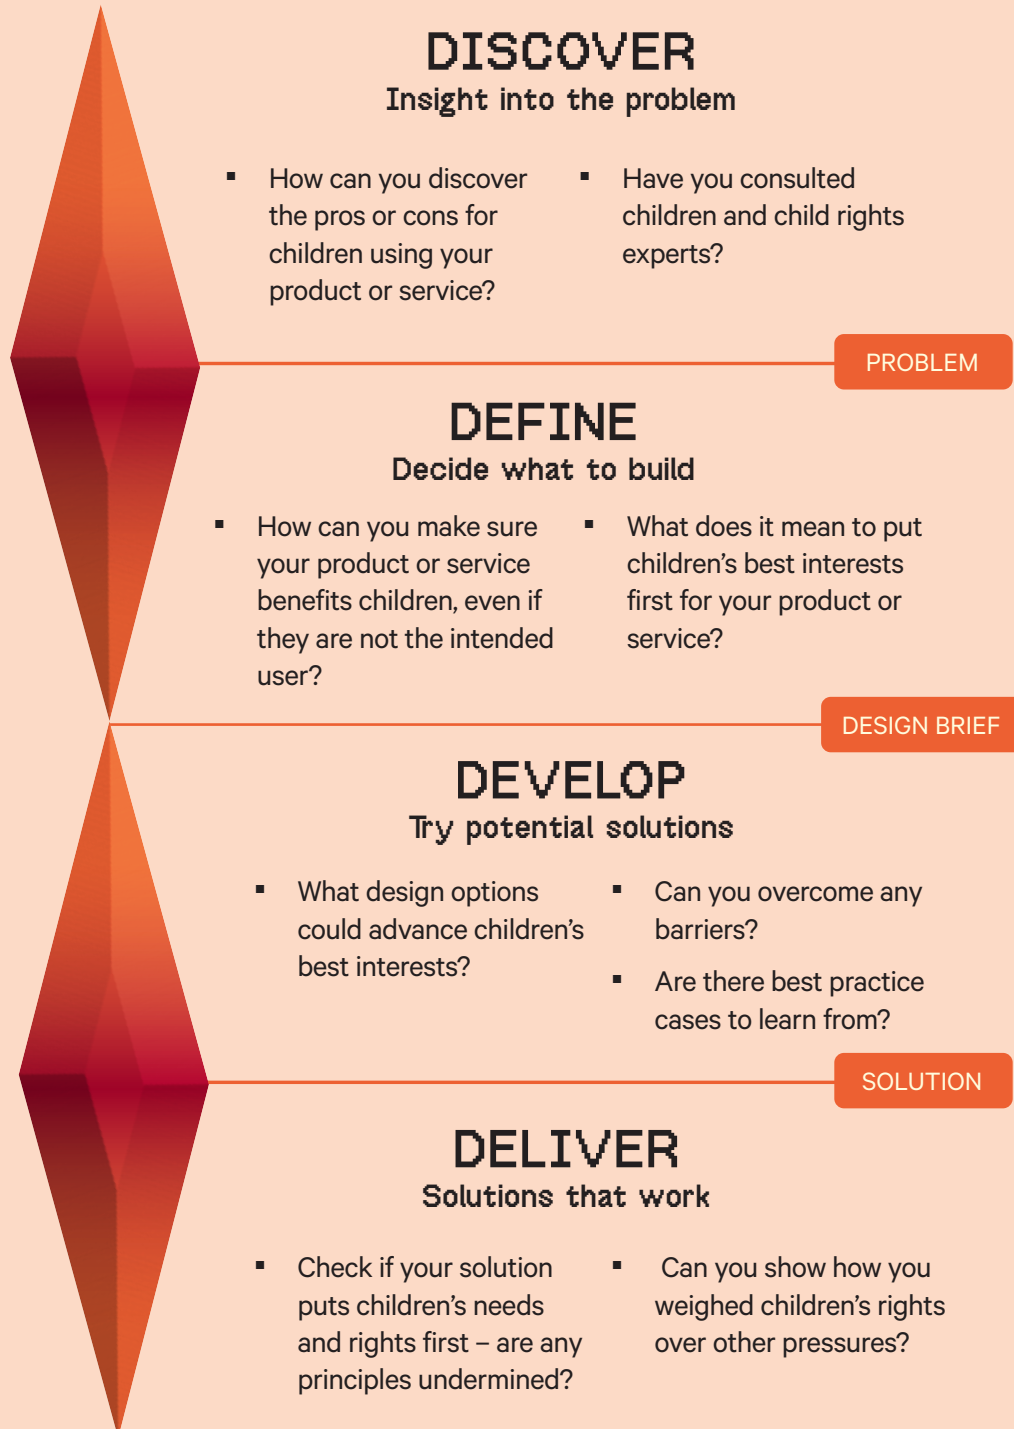 DISCOVER
Insight into the problem
▪ How can you discover
the pros or cons for
children using your
product or service?
▪ Have you consulted
children and child rights
experts?
PROBLEM
DEFINE
Decide what to build
▪ How can you make sure
your product or service
benefits children, even if
they are not the intended
user?
▪ What does it mean to put
children’s best interests
first for your product or
service?
DESIGN BRIEF
DEVELOP
Try potential solutions
▪ What design options
could advance children’s
best interests?
▪ Can you overcome any
barriers?
▪ Are there best practice
cases to learn from?
SOLUTION
DELIVER
Solutions that work
▪ Check if your solution
puts children’s needs
and rights first – are any
principles undermined?
▪ Can you show how you
weighed children’s rights
over other pressures?